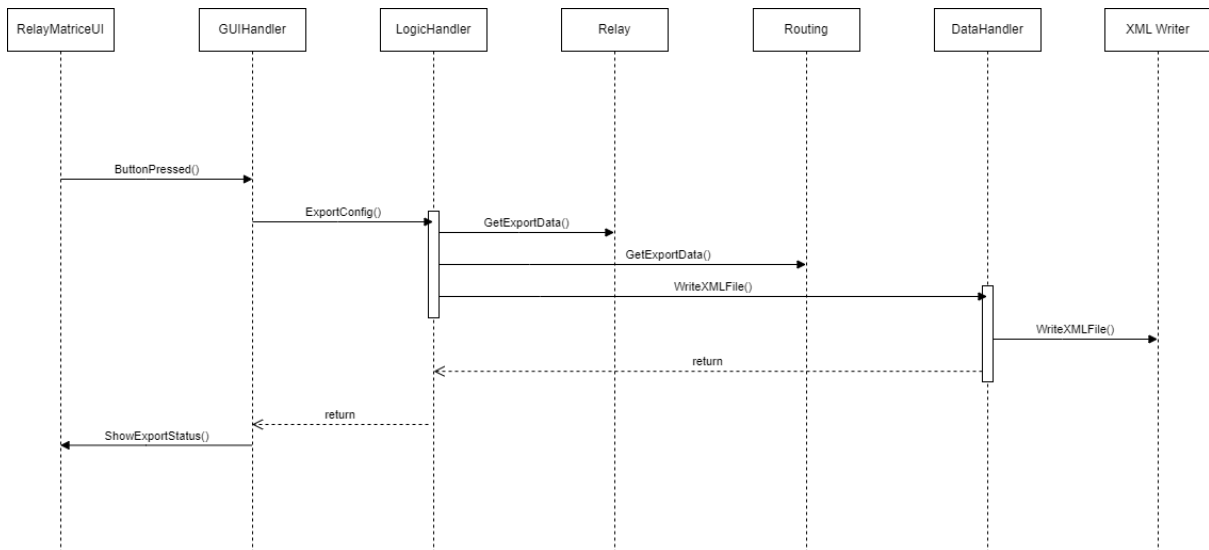 RelayMatriceUI
GUIHandler
LogicHandler
Relay
Routing
DataHandler
XML Writer
ButtonPressed()
ExportConfig()
GetExportData()
GetExportData()
WriteXMLFile()
WriteXMLFile()
return
return
ShowExportStatus()